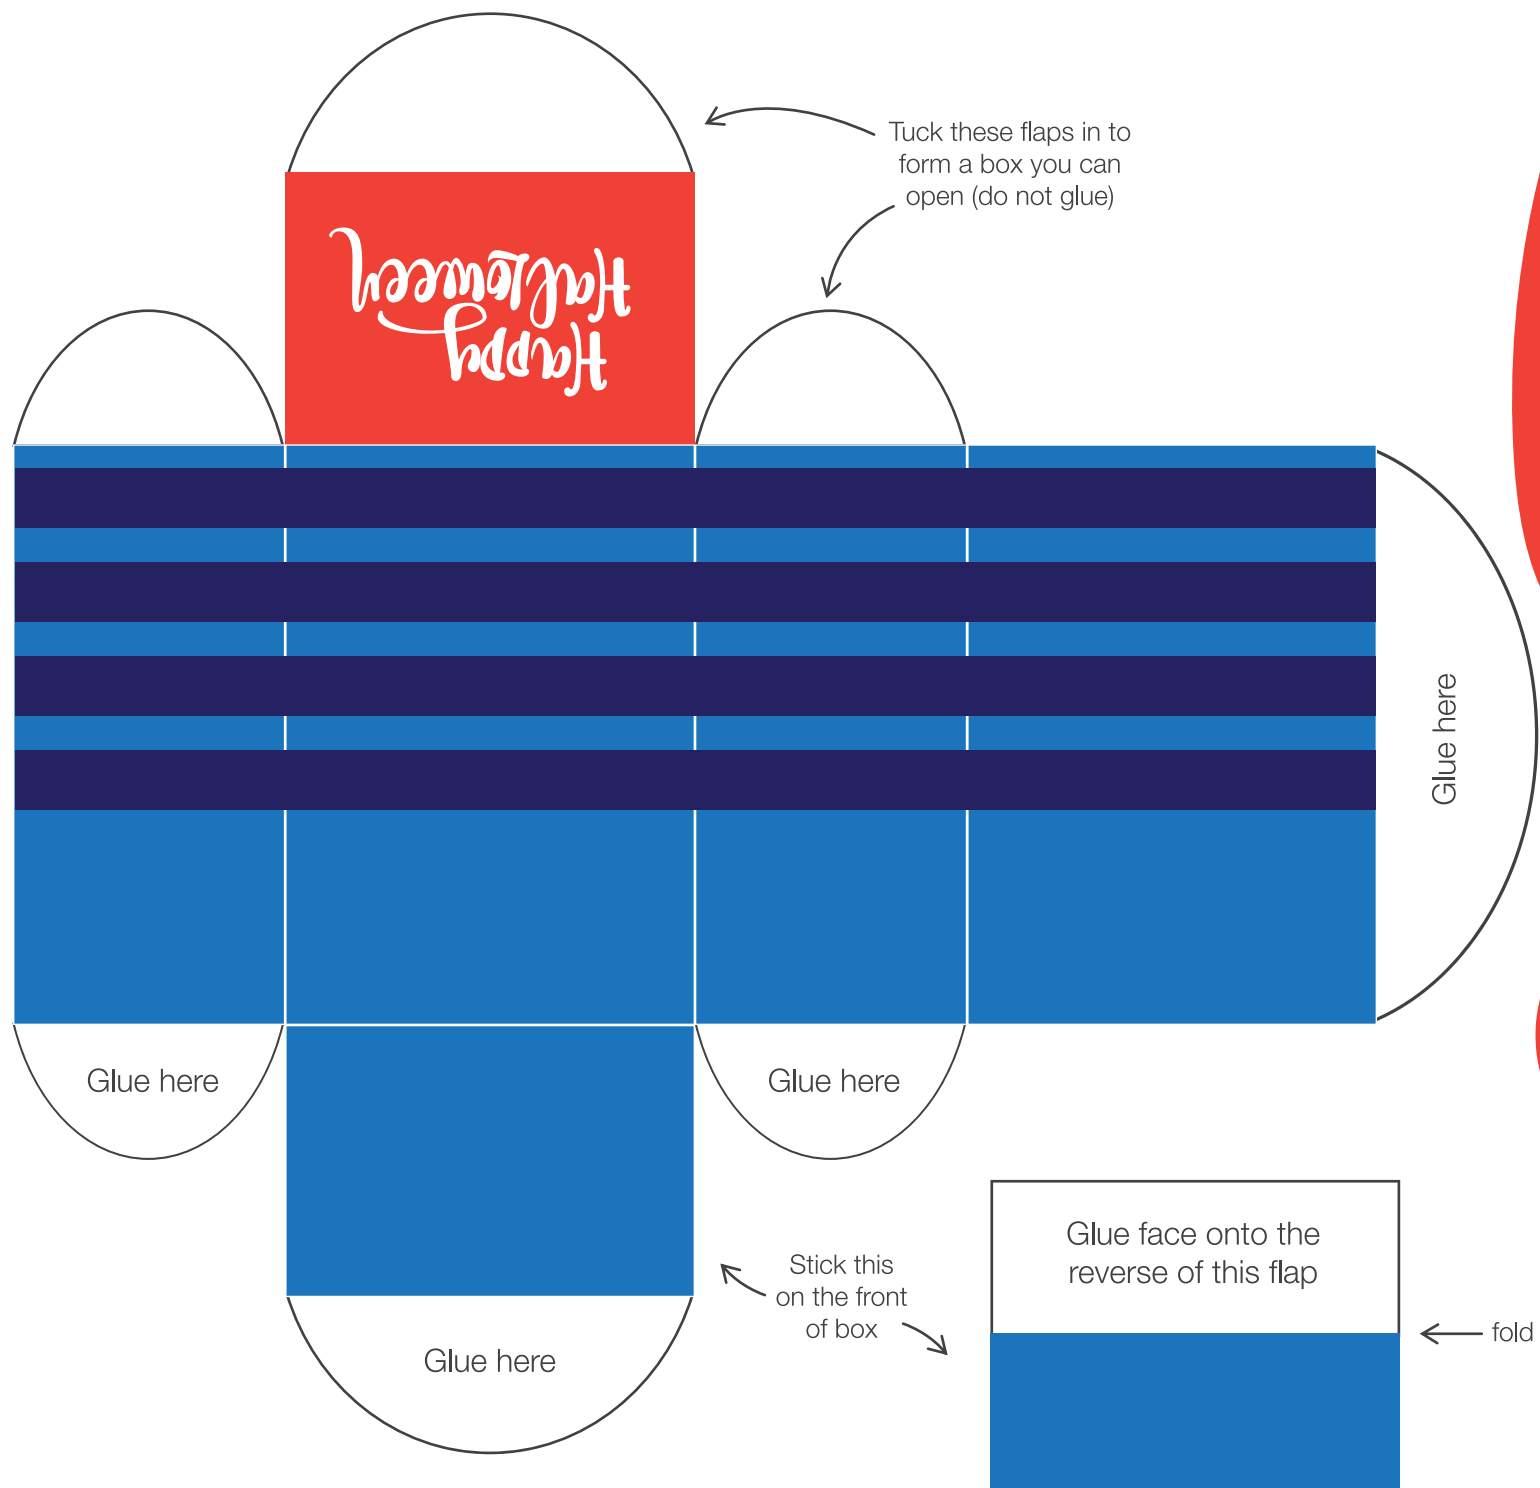 Tuck these flaps in to
form a box you can
open (do not glue)
Happy
Halloween
Glue here
Glue here
Glue here
Glue here
Stick this
on the front
of box
Glue face onto the
reverse of this flap
fold